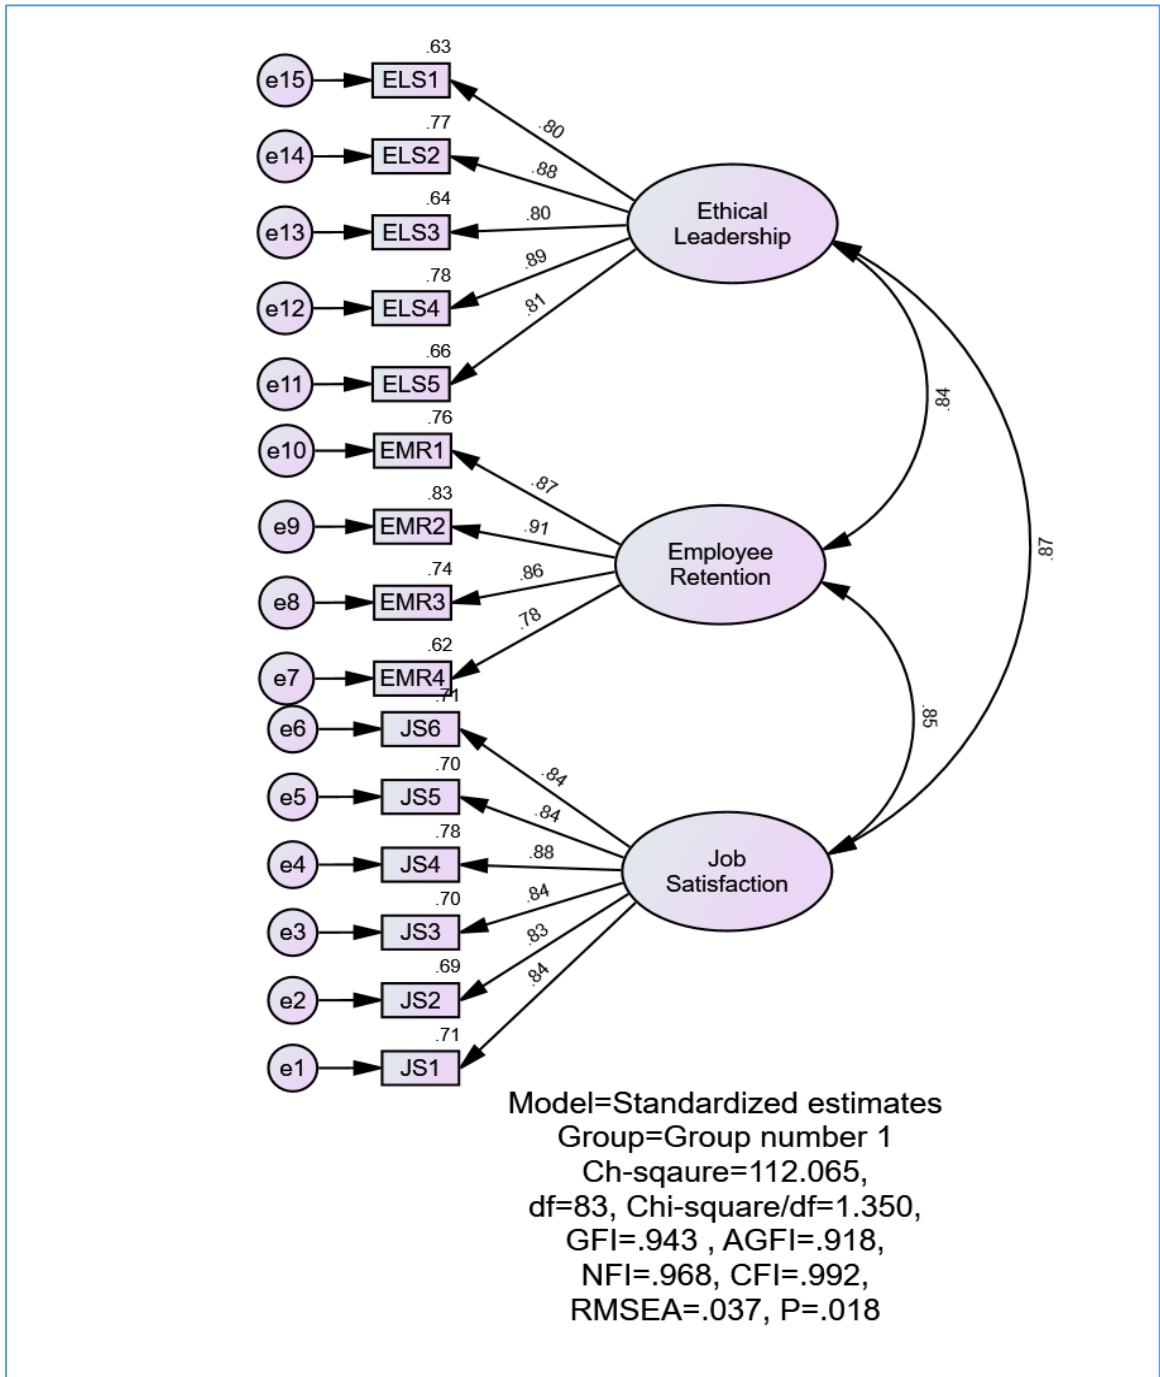 .63
e15 ELS1
.80
.77
e14 ELS2
.88
.64
e13 ELS3
.80
.78
e12 ELS4
.89
.66
e11 ELS5
.81
Ethical
Leadership
.76
e10 EMR1
.87
.83
e9 EMR2
.91
.74
e8 EMR3
.86
.62
e7 EMR4
.78
Employee
Retention
.84
.87
.85
.71
e6 JS6
.84
.70
e5 JS5
.84
.78
e4 JS4
.88
.70
e3 JS3
.84
.69
e2 JS2
.83
.71
e1 JS1
.84
Job
Satisfaction
Model=Standardized estimates
Group=Group number 1
Ch-sqaure=112.065,
df=83, Chi-square/df=1.350,
GFI=.943 , AGFI=.918,
NFI=.968, CFI=.992,
RMSEA=.037, P=.018